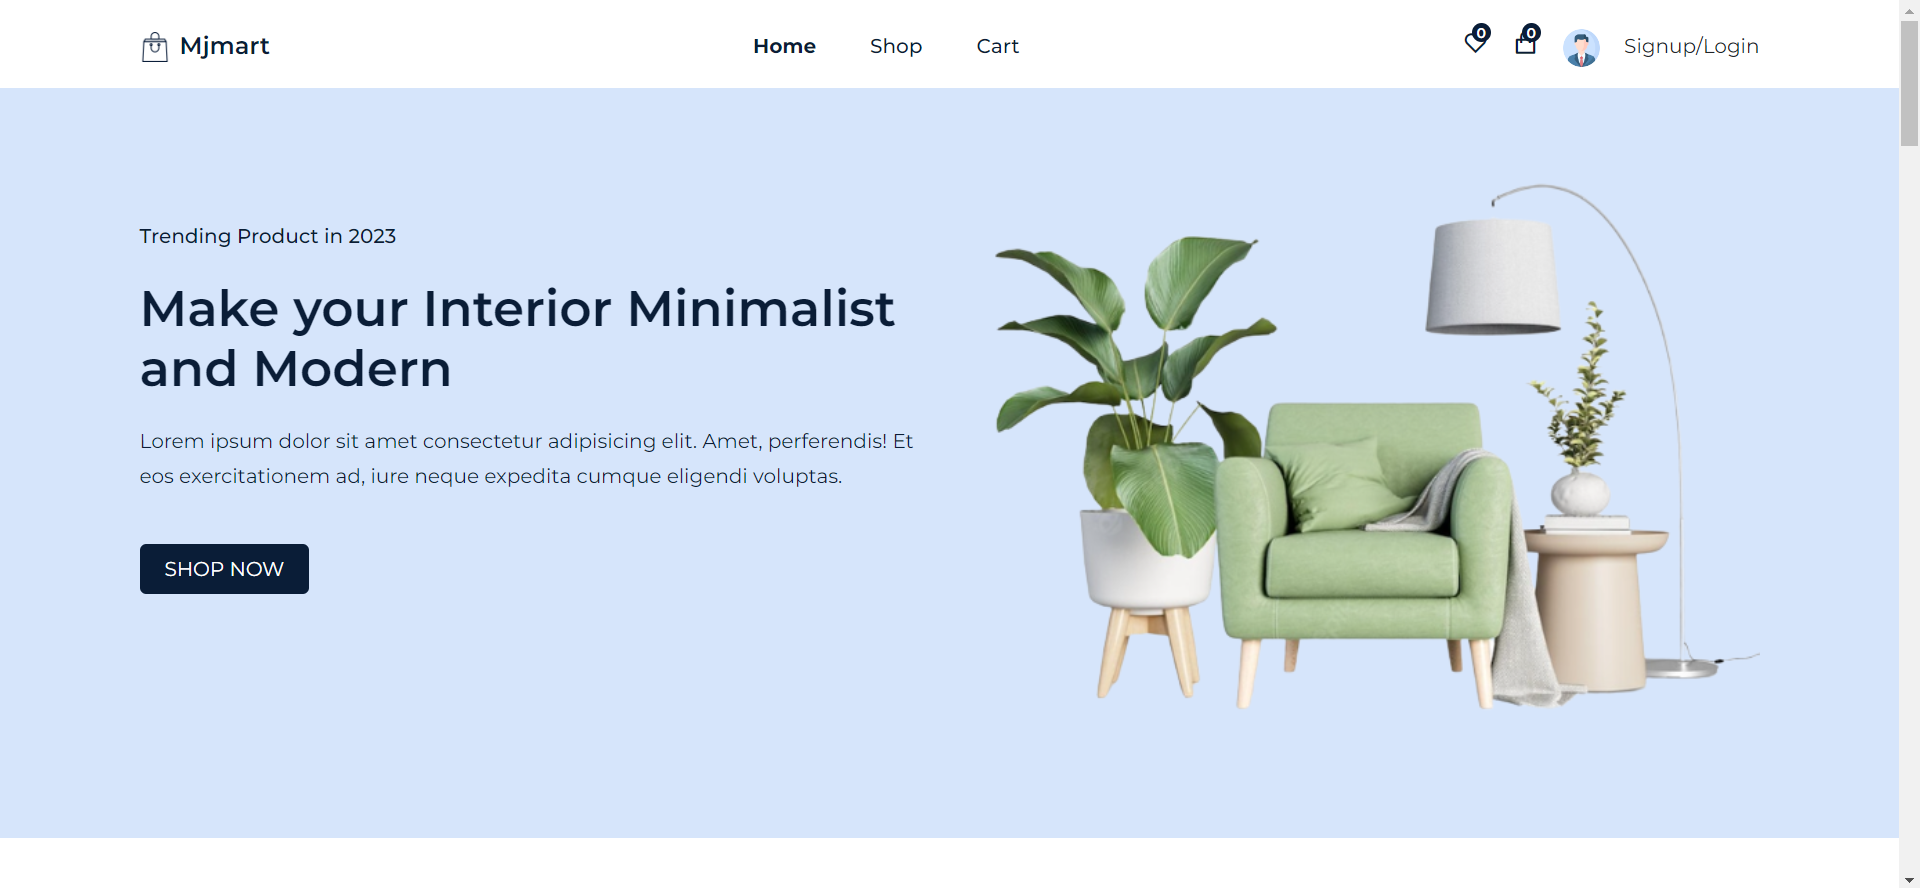 Mjmart
Home
Shop
Cart
0
0
Signup/Login
Trending Product in 2023
Make your Interior Minimalist
and Modern
Lorem ipsum dolor sit amet consectetur adipisicing elit. Amet, perferendis! Et
eos exercitationem ad, iure neque expedita cumque eligendi voluptas.
SHOP NOW